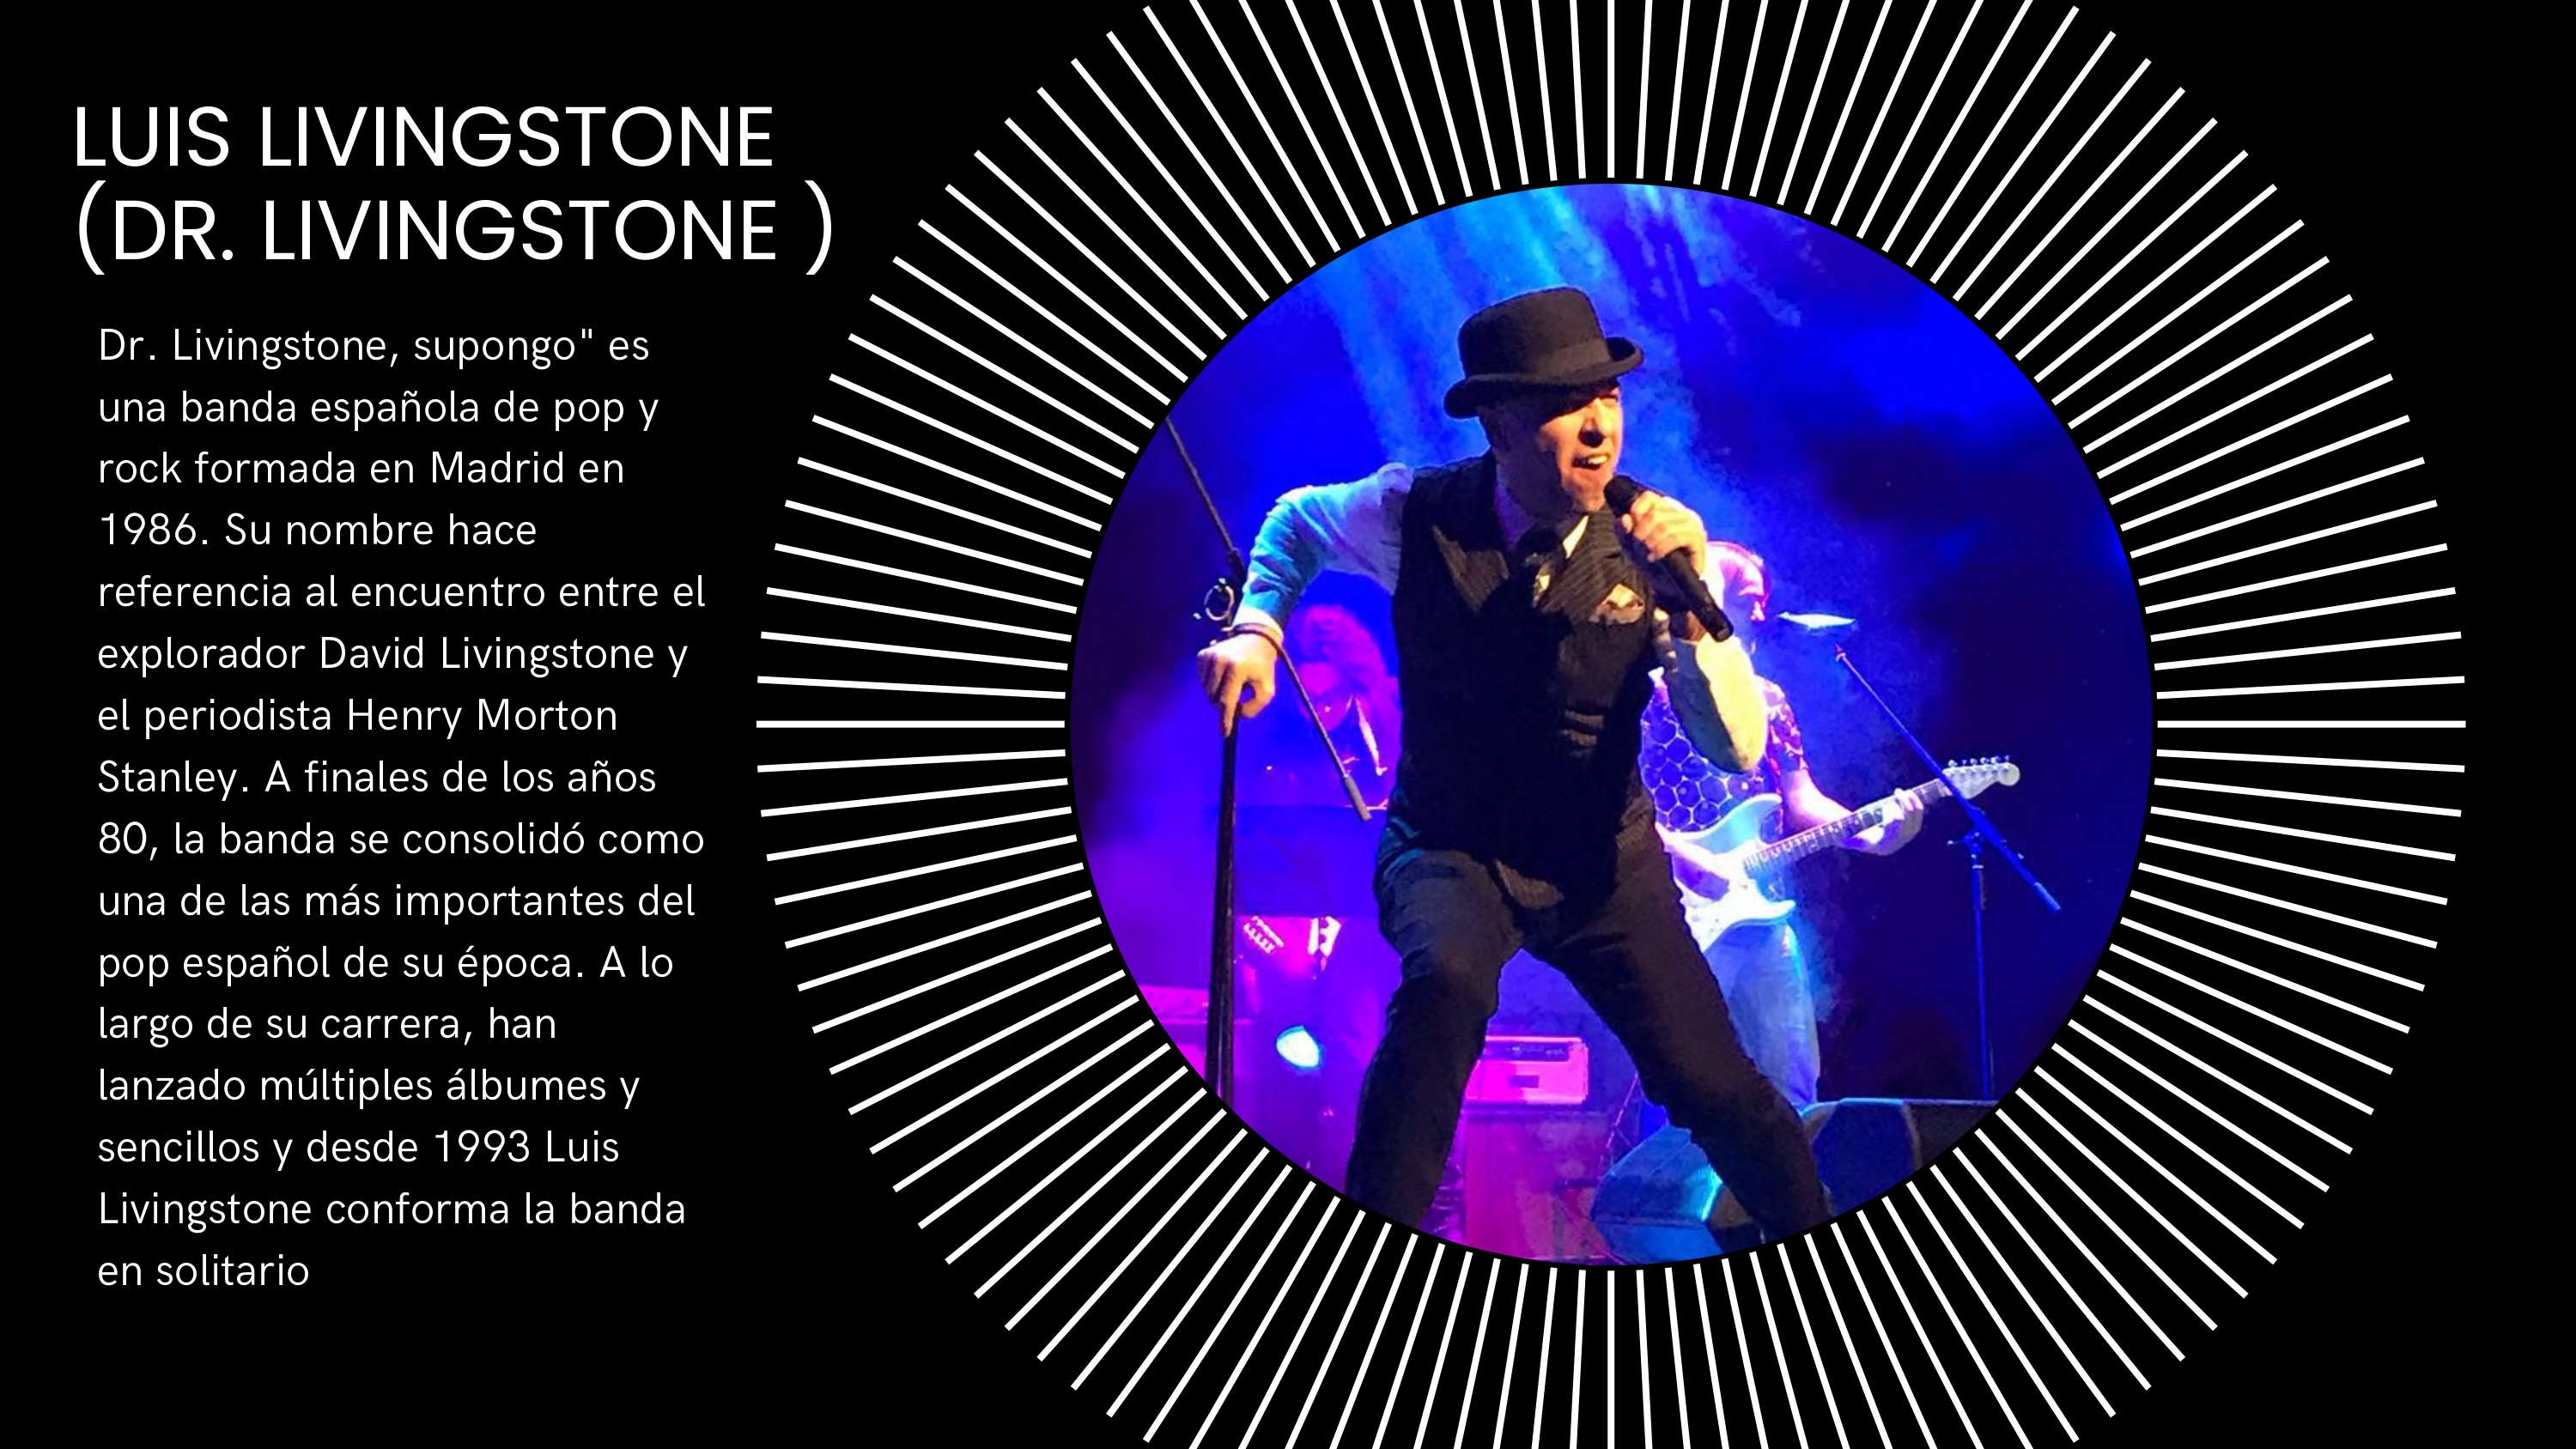 LUIS LIVINGSTONE
(DR. LIVINGSTONE )
Dr. Livingstone, supongo" es
una banda española de pop y
rock formada en Madrid en
1986. Su nombre hace
referencia al encuentro entre el
explorador David Livingstone y
el periodista Henry Morton
Stanley. A finales de los años
80, la banda se consolidó como
una de las más importantes del
pop español de su época. A lo
largo de su carrera, han
lanzado múltiples álbumes y
sencillos y desde 1993 Luis
Livingstone conforma la banda
en solitario